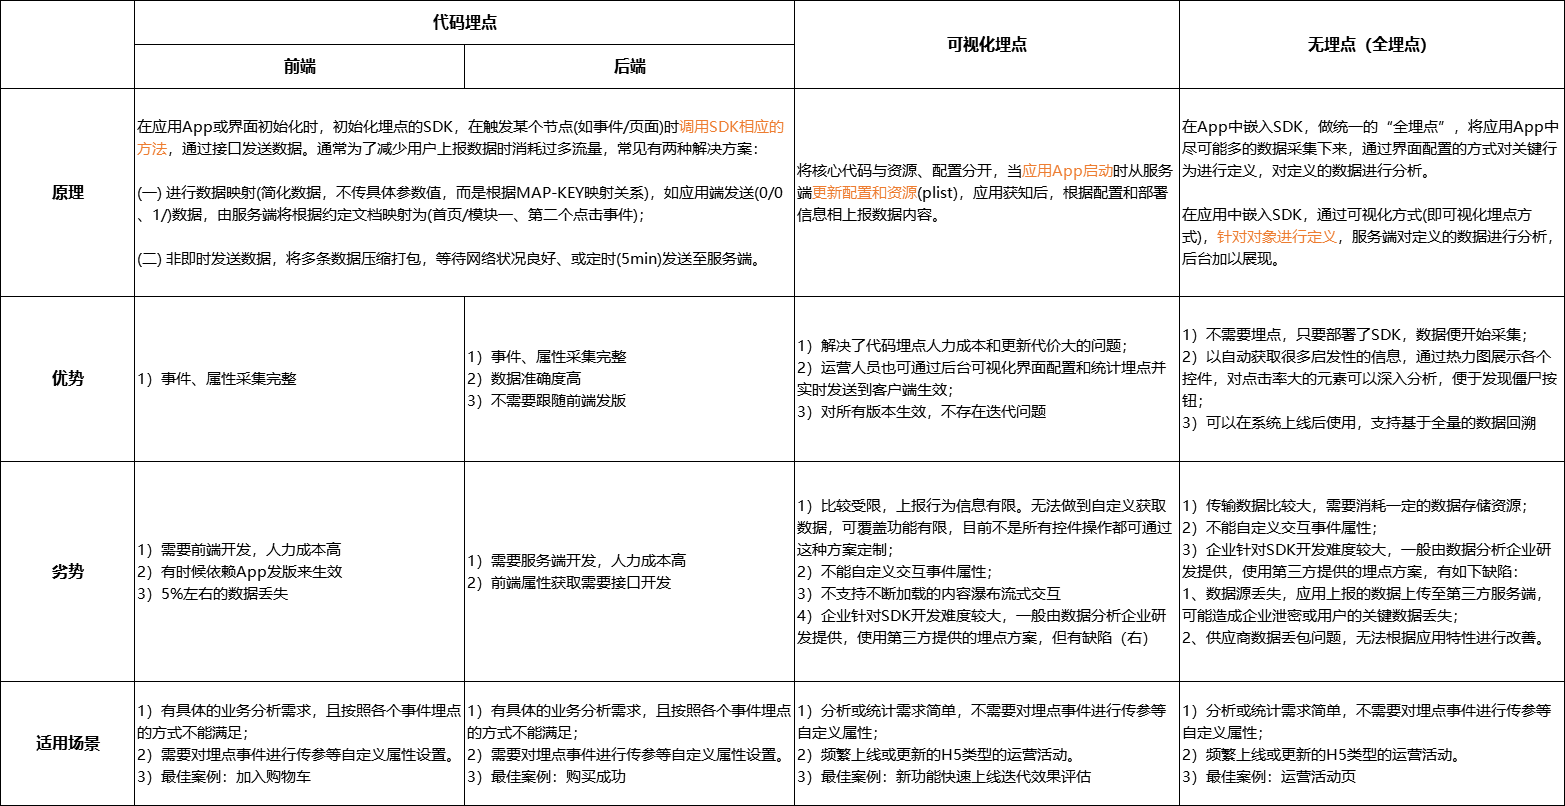 代码埋点
可视化埋点
无埋点（全埋点）
前端
后端
原理
在应用App或界面初始化时，初始化埋点的SDK，在触发某个节点(如事件/页面)时调用SDK相应的
方法，通过接口发送数据。通常为了减少用户上报数据时消耗过多流量，常见有两种解决方案：
(一) 进行数据映射(简化数据，不传具体参数值，而是根据MAP-KEY映射关系)，如应用端发送(0/0
、1/)数据，由服务端将根据约定文档映射为(首页/模块一、第二个点击事件)；
(二) 非即时发送数据，将多条数据压缩打包，等待网络状况良好、或定时(5min)发送至服务端。
将核心代码与资源、配置分开，当应用App启动时从服务
端更新配置和资源(plist)，应用获知后，根据配置和部署
信息相上报数据内容。
在App中嵌入SDK，做统一的“全埋点”，将应用App中
尽可能多的数据采集下来，通过界面配置的方式对关键行
为进行定义，对定义的数据进行分析。
在应用中嵌入SDK，通过可视化方式(即可视化埋点方
式)，针对对象进行定义，服务端对定义的数据进行分析，
后台加以展现。
优势
1）事件、属性采集完整
1）事件、属性采集完整
2）数据准确度高
3）不需要跟随前端发版
1）解决了代码埋点人力成本和更新代价大的问题；
2）运营人员也可通过后台可视化界面配置和统计埋点并
实时发送到客户端生效；
3）对所有版本生效，不存在迭代问题
1）不需要埋点，只要部署了SDK，数据便开始采集；
2）以自动获取很多启发性的信息，通过热力图展示各个
控件，对点击率大的元素可以深入分析，便于发现僵尸按
钮；
3）可以在系统上线后使用，支持基于全量的数据回溯
劣势
1）需要前端开发，人力成本高
2）有时候依赖App发版来生效
3）5%左右的数据丢失
1）需要服务端开发，人力成本高
2）前端属性获取需要接口开发
1）比较受限，上报行为信息有限。无法做到自定义获取
数据，可覆盖功能有限，目前不是所有控件操作都可通过
这种方案定制；
2）不能自定义交互事件属性；
3）不支持不断加载的内容瀑布流式交互
4）企业针对SDK开发难度较大，一般由数据分析企业研
发提供，使用第三方提供的埋点方案，但有缺陷（右）
1）传输数据比较大，需要消耗一定的数据存储资源；
2）不能自定义交互事件属性；
3）企业针对SDK开发难度较大，一般由数据分析企业研
发提供，使用第三方提供的埋点方案，有如下缺陷：
1、数据源丢失，应用上报的数据上传至第三方服务端，
可能造成企业泄密或用户的关键数据丢失；
2、供应商数据丢包问题，无法根据应用特性进行改善。
适用场景
1）有具体的业务分析需求，且按照各个事件埋点
的方式不能满足；
2）需要对埋点事件进行传参等自定义属性设置。
3）最佳案例：加入购物车
1）有具体的业务分析需求，且按照各个事件埋点
的方式不能满足；
2）需要对埋点事件进行传参等自定义属性设置。
3）最佳案例：购买成功
1）分析或统计需求简单，不需要对埋点事件进行传参等
自定义属性；
2）频繁上线或更新的H5类型的运营活动。
3）最佳案例：新功能快速上线迭代效果评估
1）分析或统计需求简单，不需要对埋点事件进行传参等
自定义属性；
2）频繁上线或更新的H5类型的运营活动。
3）最佳案例：运营活动页